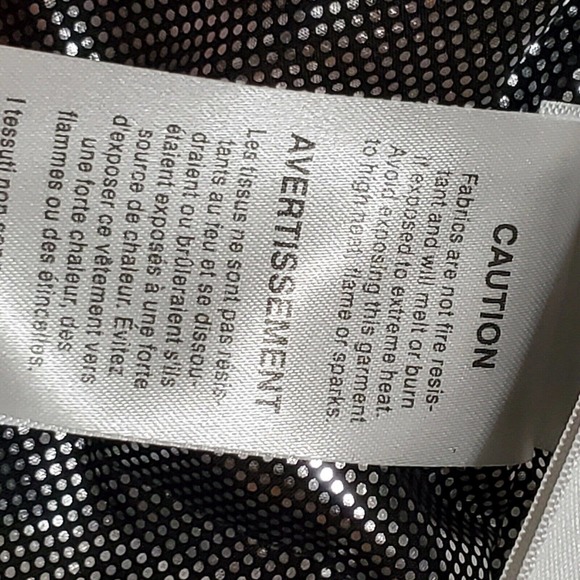 CAUTION
Fabrics are not fire resis-
tant and will melt or burn
if exposed to extreme heat.
Avoid exposing this garment
to high heat, flame or sparks.
AVERTISSEMENT
Les tissus ne sont pas résis-
tants au feu et se dissou-
draient ou brûleraient s'ils
étaient exposés à une forte
source de chaleur. Évitez
d'exposer ce vêtement vers
une forte chaleur, des
flammes ou des étincelles.
I tessuti non